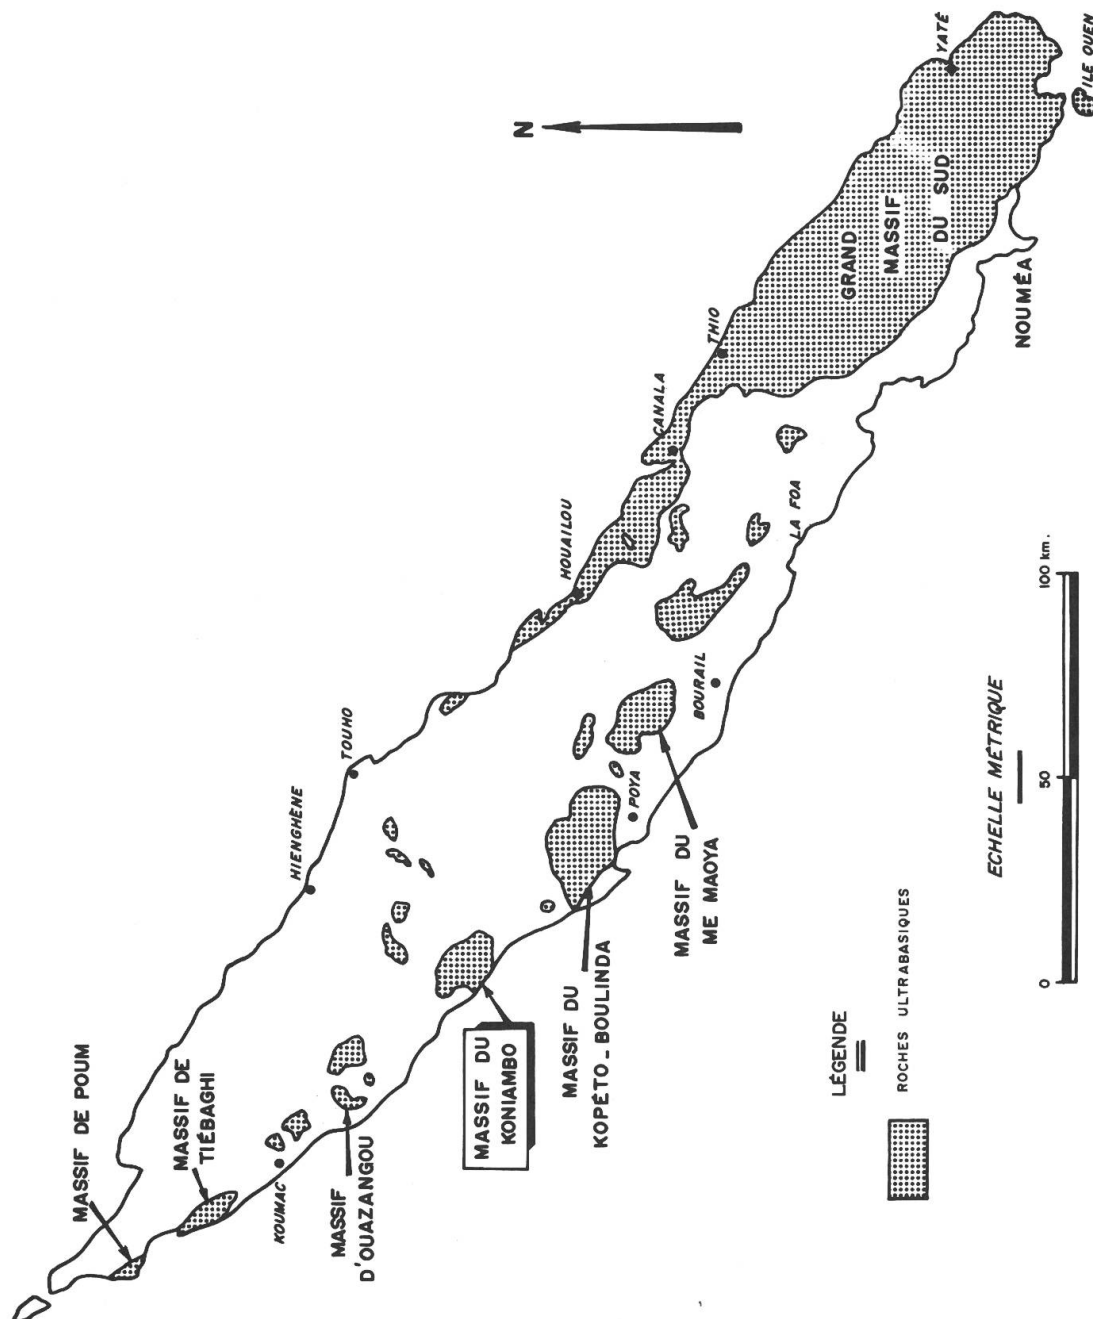 MASSIF DE POUM
MASSIF DE
TIÉBAGHI
KOUMAC
MASSIF
D'OUAZANGOU
MASSIF DU
KONIAMBO
MASSIF DU
KOPÉTO_BOULINDA
MASSIF DU
ME MAOYA
HIENGHÈNE
TOUHO
POYA
BOURAIL
HOUAILOU
LA FOA
CANALA
THIO
GRAND
MASSIF
DU SUD
NOUMÉA
YATÉ
ILE OUEN
N
LÉGENDE
ROCHES ULTRABASIQUES
ECHELLE MÉTRIQUE
0
50
100 km.